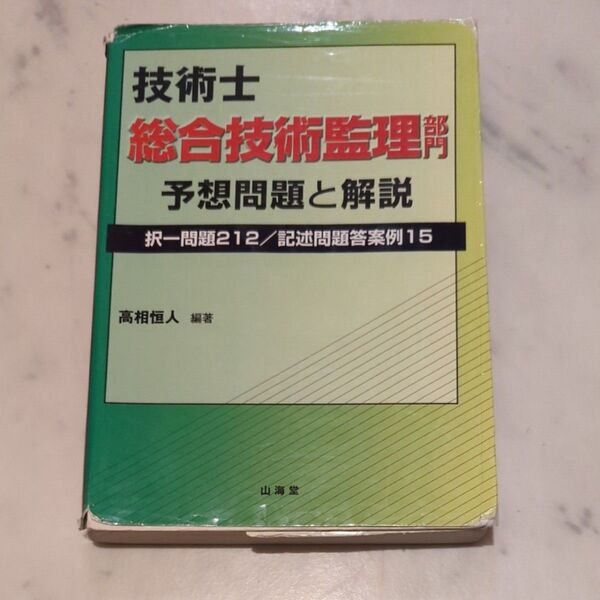 技術士
総合技術監理部門
予想問題と解説
択一問題212／記述問題答案例15
高相恒人 編著
山海堂